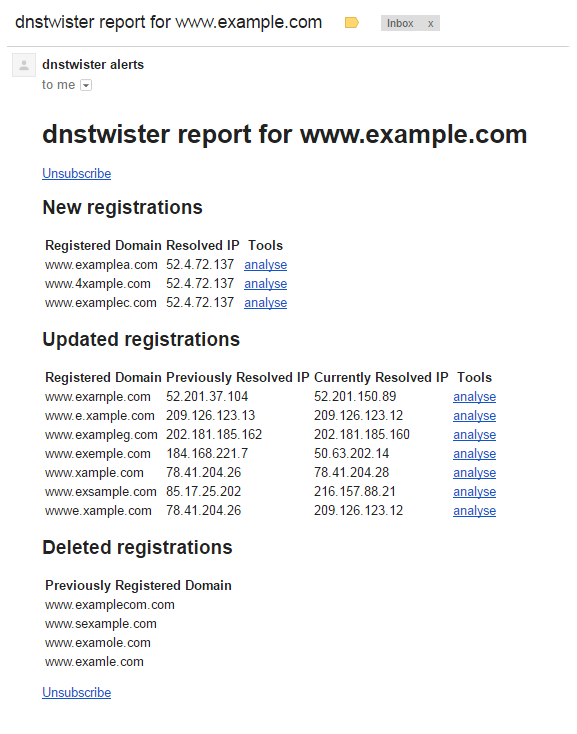 dnstwister report for www.example.com Inbox x
dnstwister alerts
to me
dnstwister report for www.example.com
Unsubscribe
New registrations
Registered Domain Resolved IP Tools
www.examplea.com 52.4.72.137 analyse
www.4xample.com 52.4.72.137 analyse
www.examplec.com 52.4.72.137 analyse
Updated registrations
Registered Domain Previously Resolved IP Currently Resolved IP Tools
www.example.com 52.201.37.104 52.201.150.89 analyse
www.e.xample.com 209.126.123.13 209.126.123.12 analyse
www.exampleg.com 202.181.185.162 202.181.185.160 analyse
www.exemple.com 184.168.221.7 50.63.202.14 analyse
www.xample.com 78.41.204.26 78.41.204.28 analyse
www.exsample.com 85.17.25.202 216.157.88.21 analyse
wwwe.xample.com 78.41.204.26 209.126.123.12 analyse
Deleted registrations
Previously Registered Domain
www.examplecom.com
www.sexample.com
www.examole.com
www.examle.com
Unsubscribe